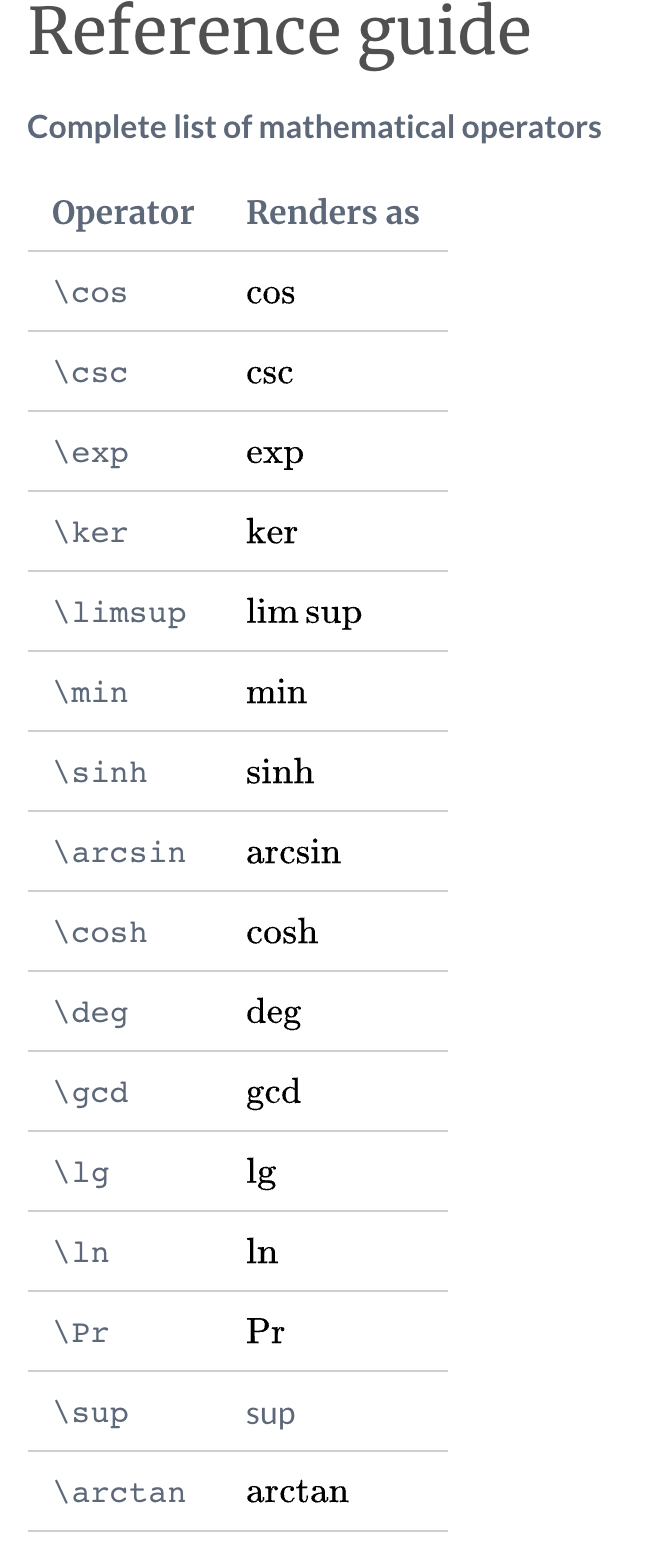 Reference guide
Complete list of mathematical operators
Operator Renders as
\cos cos
\csc csc
\exp exp
\ker ker
\limsup lim sup
\min min
\sinh sinh
\arcsin arcsin
\cosh cosh
\deg deg
\gcd gcd
\lg lg
\ln ln
\Pr Pr
\sup sup
\arctan arctan